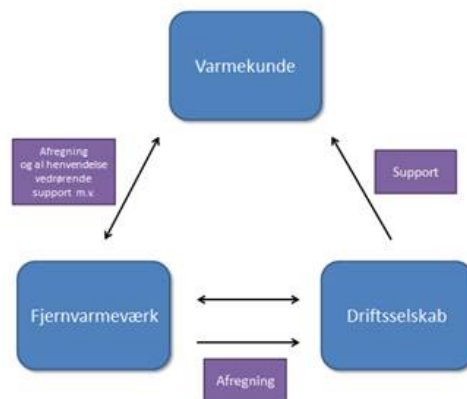 Varmekunde
Afregning
og al henvendelse
vedrørende
support m.v.
Support
Fjernvarmeværk
Driftsselskab
Afregning